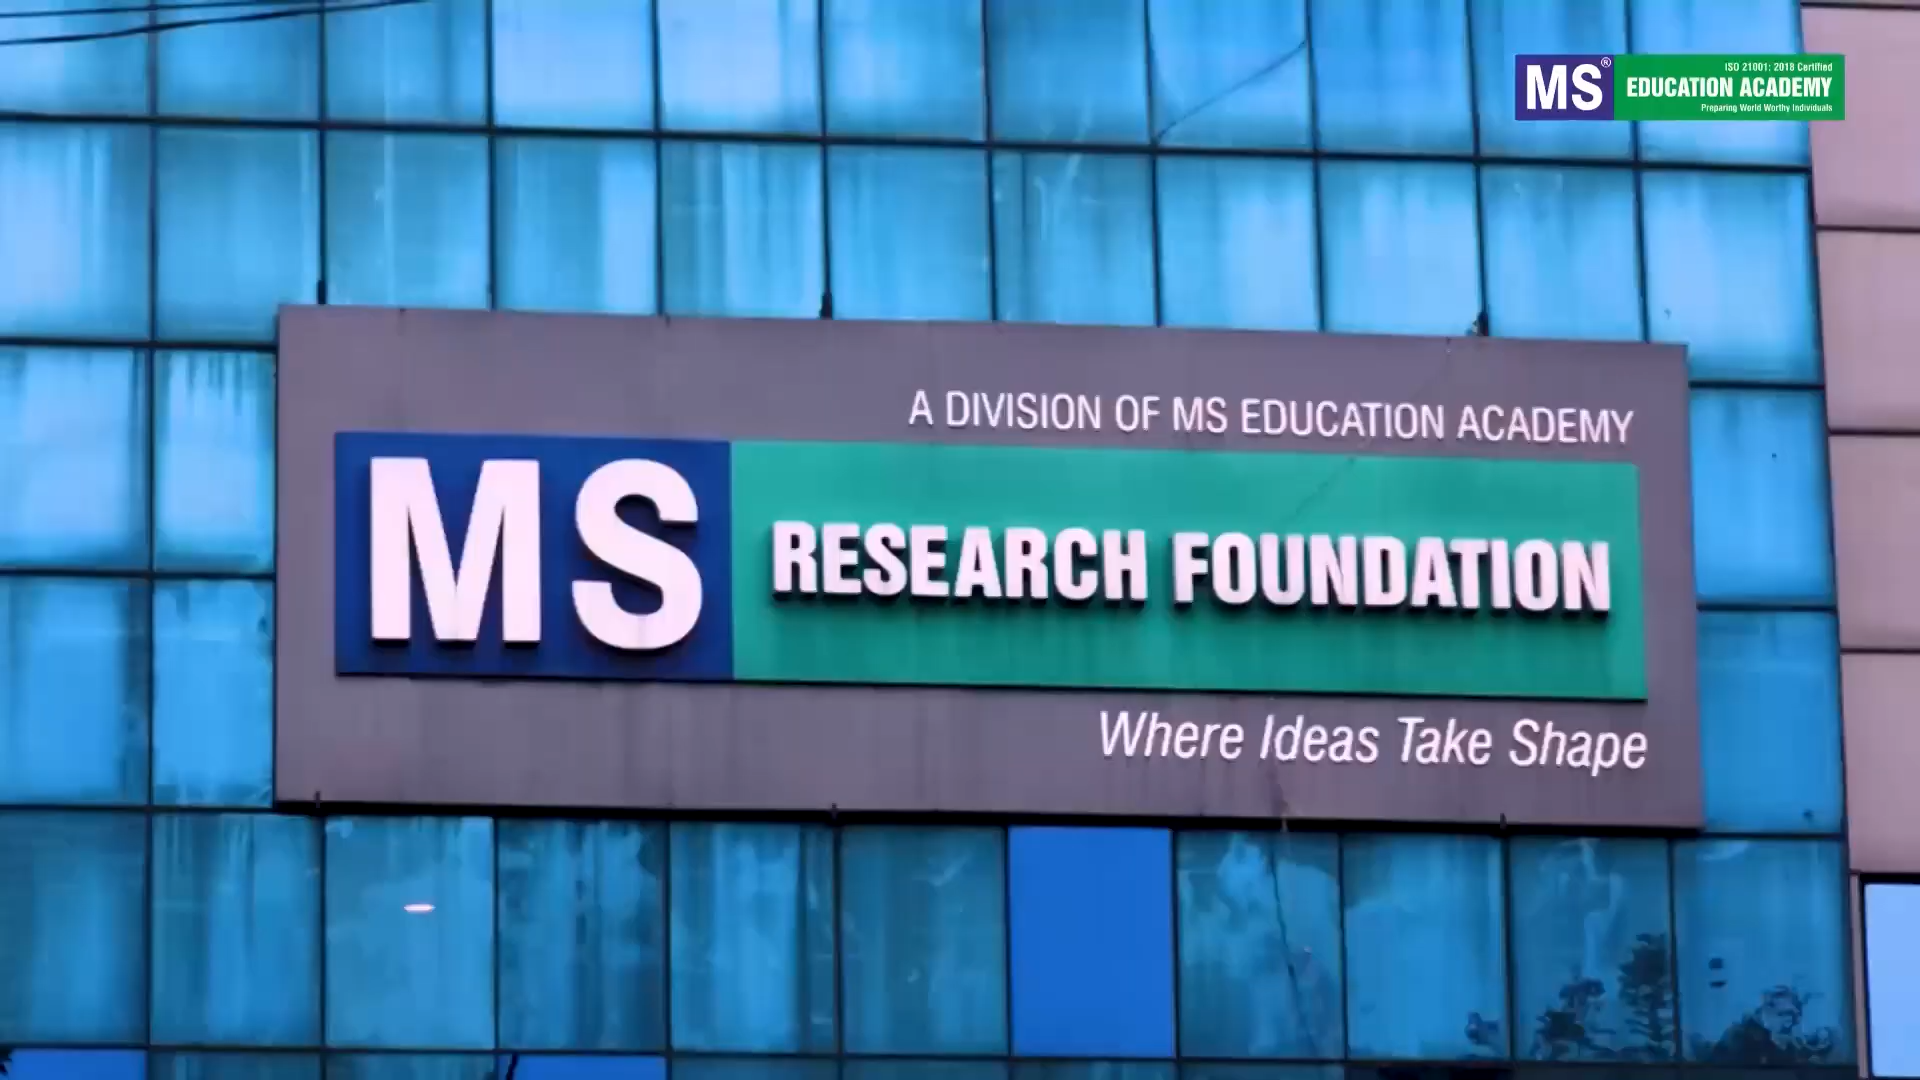 MS®
ISO 21001: 2018 Certified
EDUCATION ACADEMY
Preparing World Worthy Individuals
A DIVISION OF MS EDUCATION ACADEMY
MS RESEARCH FOUNDATION
Where Ideas Take Shape